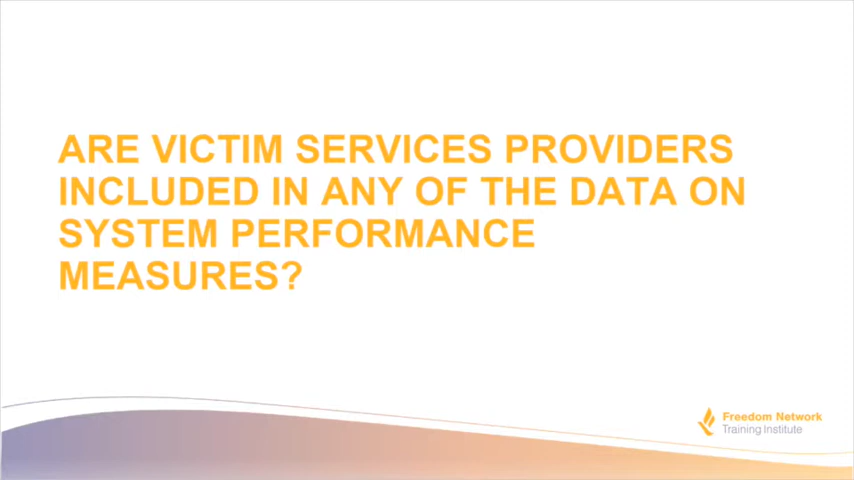 ARE VICTIM SERVICES PROVIDERS
INCLUDED IN ANY OF THE DATA ON
SYSTEM PERFORMANCE
MEASURES?
Freedom Network
Training Institute